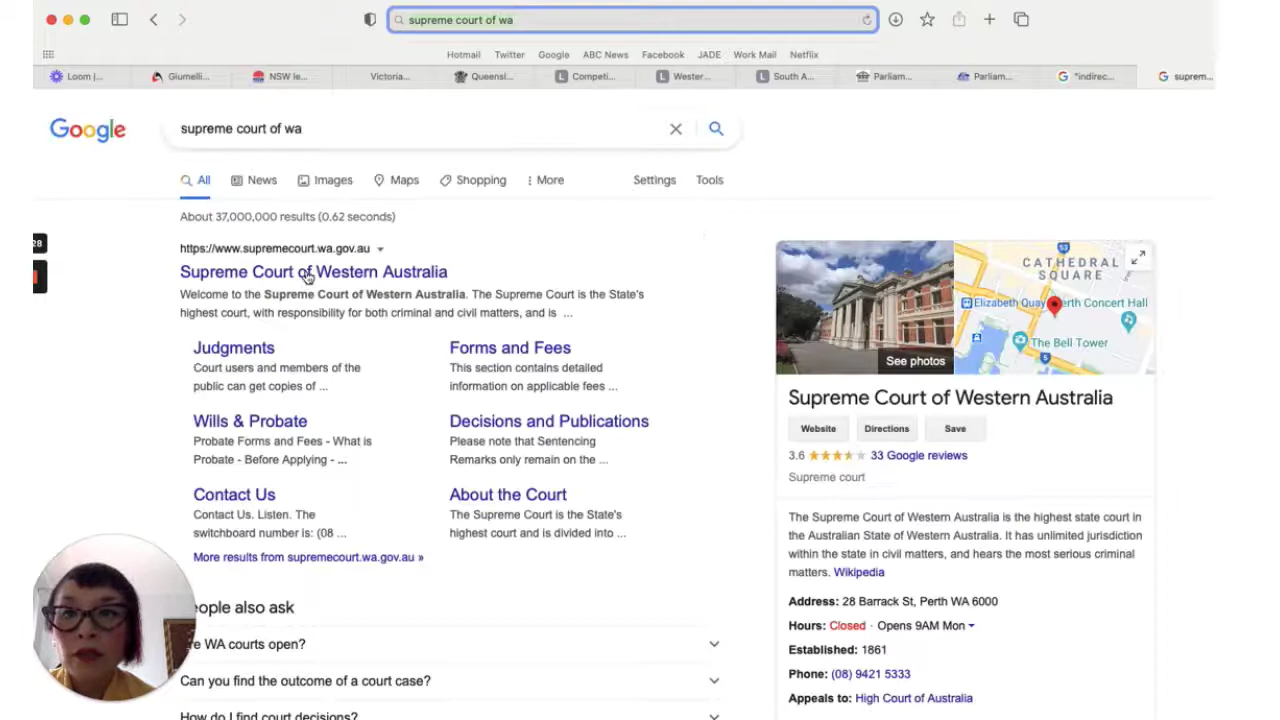 supreme court of wa
Hotmail Twitter Google ABC News Facebook JADE Work Mail Netflix
Loom |... Giumelli... NSW le... Victoria... Queensl... Competi... Wester... South A... Parliam... Parliam... "indirec... suprem...
Google
supreme court of wa
All News Images Maps Shopping More Settings Tools
About 37,000,000 results (0.62 seconds)
https://www.supremecourt.wa.gov.au
Supreme Court of Western Australia
Welcome to the Supreme Court of Western Australia. The Supreme Court is the State's
highest court, with responsibility for both criminal and civil matters, and is ...
Judgments
Court users and members of the
public can get copies of ...
Forms and Fees
This section contains detailed
information on applicable fees ...
Wills & Probate
Probate Forms and Fees - What is
Probate - Before Applying - ...
Decisions and Publications
Please note that Sentencing
Remarks only remain on the ...
Contact Us
Contact Us. Listen. The
switchboard number is: (08 ...
About the Court
The Supreme Court is the State's
highest court and is divided into ...
More results from supremecourt.wa.gov.au »
eople also ask
re WA courts open?
Can you find the outcome of a court case?
How do I find court decisions?
28
CATHEDRAL
SQUARE
Elizabeth Quay
erth Concert Hall
The Bell Tower
See photos
Supreme Court of Western Australia
Website Directions Save
3.6 33 Google reviews
Supreme court
The Supreme Court of Western Australia is the highest state court in
the Australian State of Western Australia. It has unlimited jurisdiction
within the state in civil matters, and hears the most serious criminal
matters. Wikipedia
Address: 28 Barrack St, Perth WA 6000
Hours: Closed · Opens 9AM Mon
Established: 1861
Phone: (08) 9421 5333
Appeals to: High Court of Australia